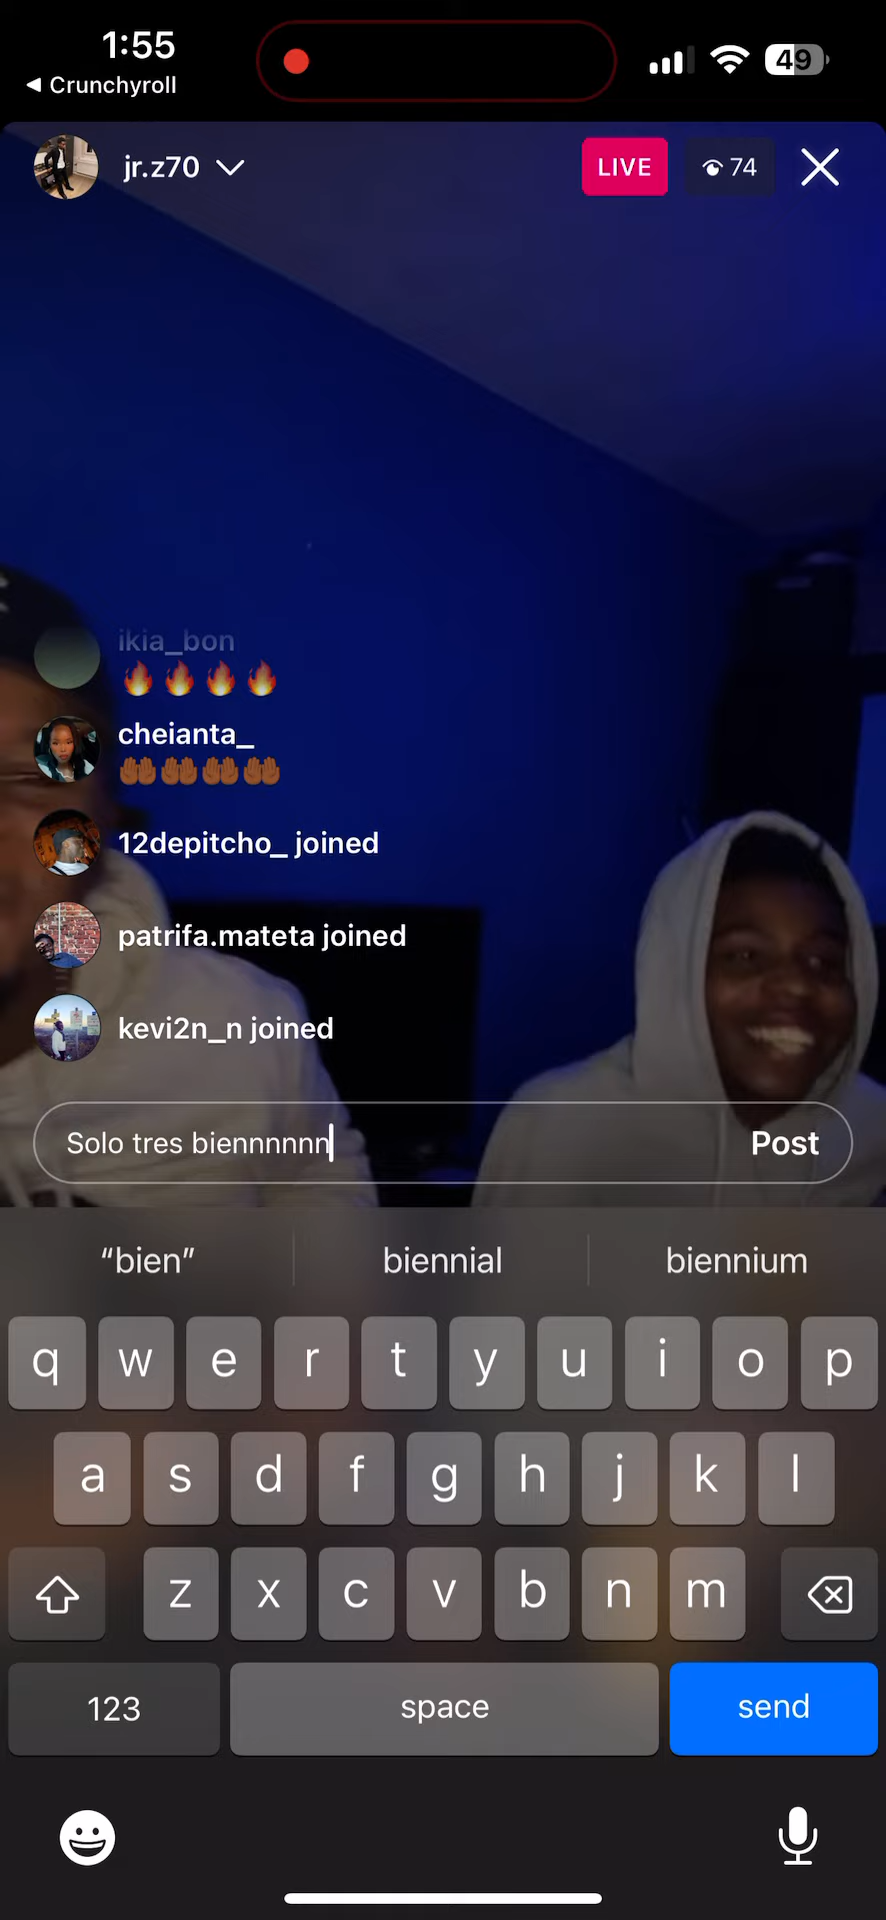 1:55
49
◀ Crunchyroll
jr.z70
LIVE
74
ikia_bon
🔥🔥🔥🔥
cheianta_
🤲🏾🤲🏾🤲🏾🤲🏾
12depitcho_ joined
patrifa.mateta joined
kevi2n_n joined
Solo tres biennnnnn
Post
“bien”
biennial
biennium
q w e r t y u i o p
a s d f g h j k l
z x c v b n m
123
space
send